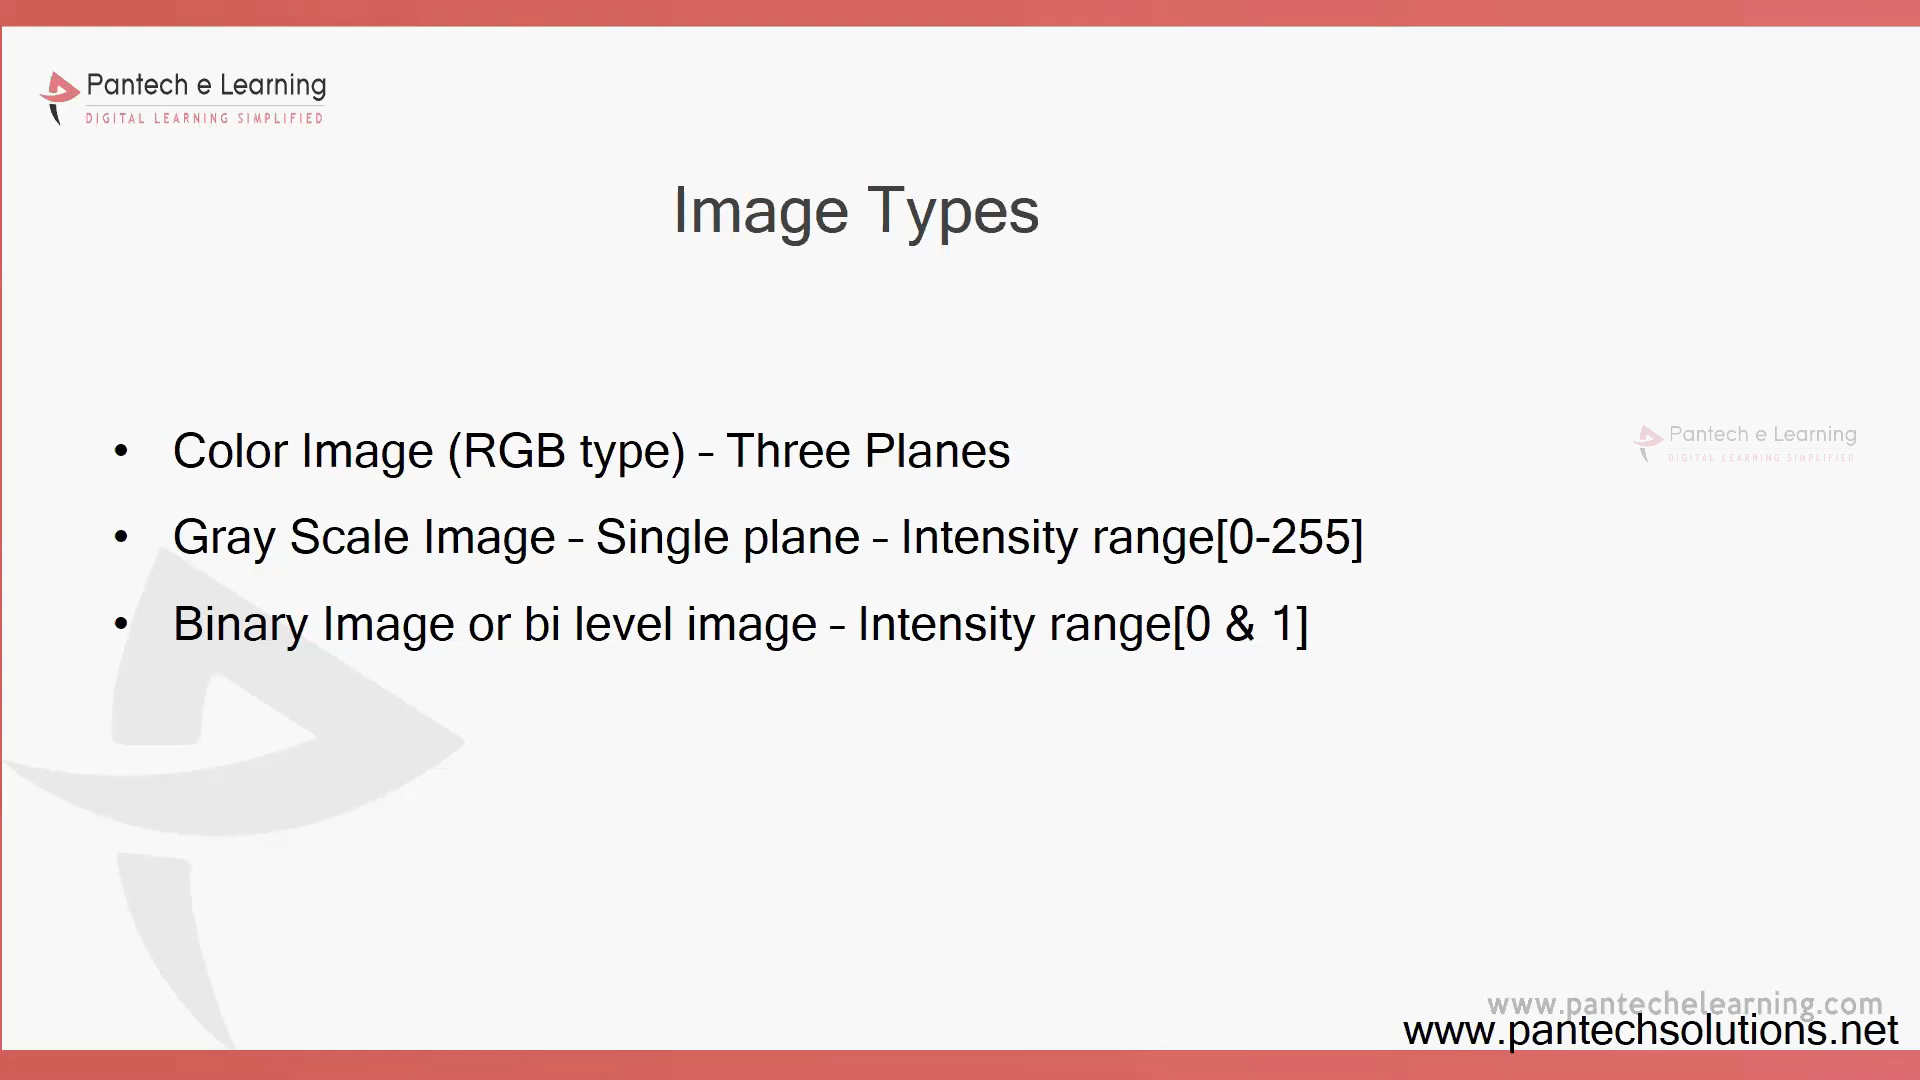 Pantech e Learning
DIGITAL LEARNING SIMPLIFIED
Image Types
• Color Image (RGB type) – Three Planes
Pantech e Learning
DIGITAL LEARNING SIMPLIFIED
• Gray Scale Image – Single plane – Intensity range[0-255]
• Binary Image or bi level image – Intensity range[0 & 1]
www.pantechelearning.com
www.pantechsolutions.net